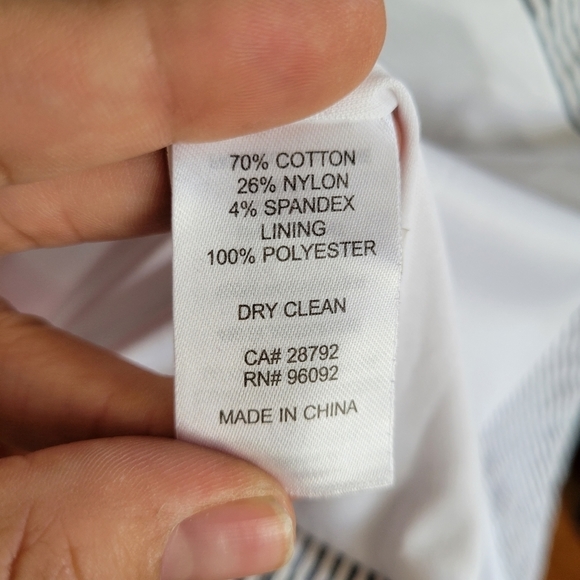 70% COTTON
26% NYLON
4% SPANDEX
LINING
100% POLYESTER
DRY CLEAN
CA# 28792
RN# 96092
MADE IN CHINA